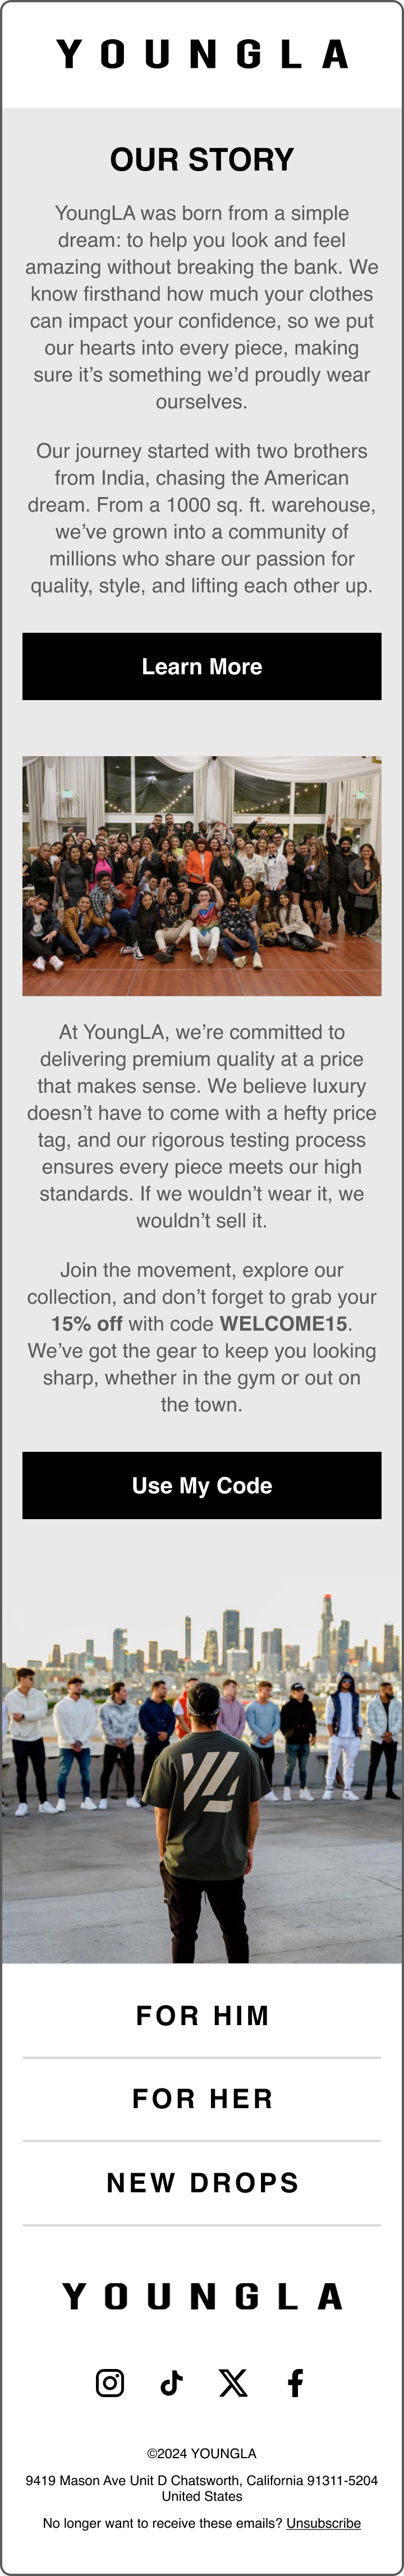 YOUNGLA
OUR STORY
YoungLA was born from a simple
dream: to help you look and feel
amazing without breaking the bank. We
know firsthand how much your clothes
can impact your confidence, so we put
our hearts into every piece, making
sure it’s something we’d proudly wear
ourselves.
Our journey started with two brothers
from India, chasing the American
dream. From a 1000 sq. ft. warehouse,
we’ve grown into a community of
millions who share our passion for
quality, style, and lifting each other up.
Learn More
At YoungLA, we’re committed to
delivering premium quality at a price
that makes sense. We believe luxury
doesn’t have to come with a hefty price
tag, and our rigorous testing process
ensures every piece meets our high
standards. If we wouldn’t wear it, we
wouldn’t sell it.
Join the movement, explore our
collection, and don’t forget to grab your
15% off with code WELCOME15.
We’ve got the gear to keep you looking
sharp, whether in the gym or out on
the town.
Use My Code
FOR HIM
FOR HER
NEW DROPS
YOUNGLA
©2024 YOUNGLA
9419 Mason Ave Unit D Chatsworth, California 91311-5204
United States
No longer want to receive these emails? Unsubscribe